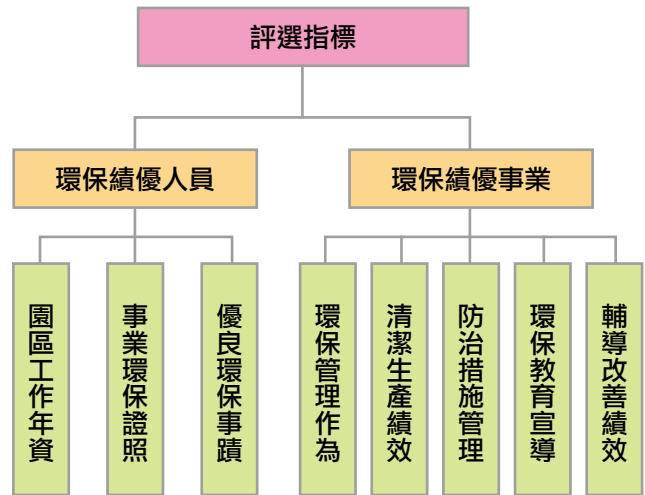 評選指標
環保績優人員
環保績優事業
園區工作年資
事業環保證照
優良環保事蹟
環保管理作為
清潔生產績效
防治措施管理
環保教育宣導
輔導改善績效